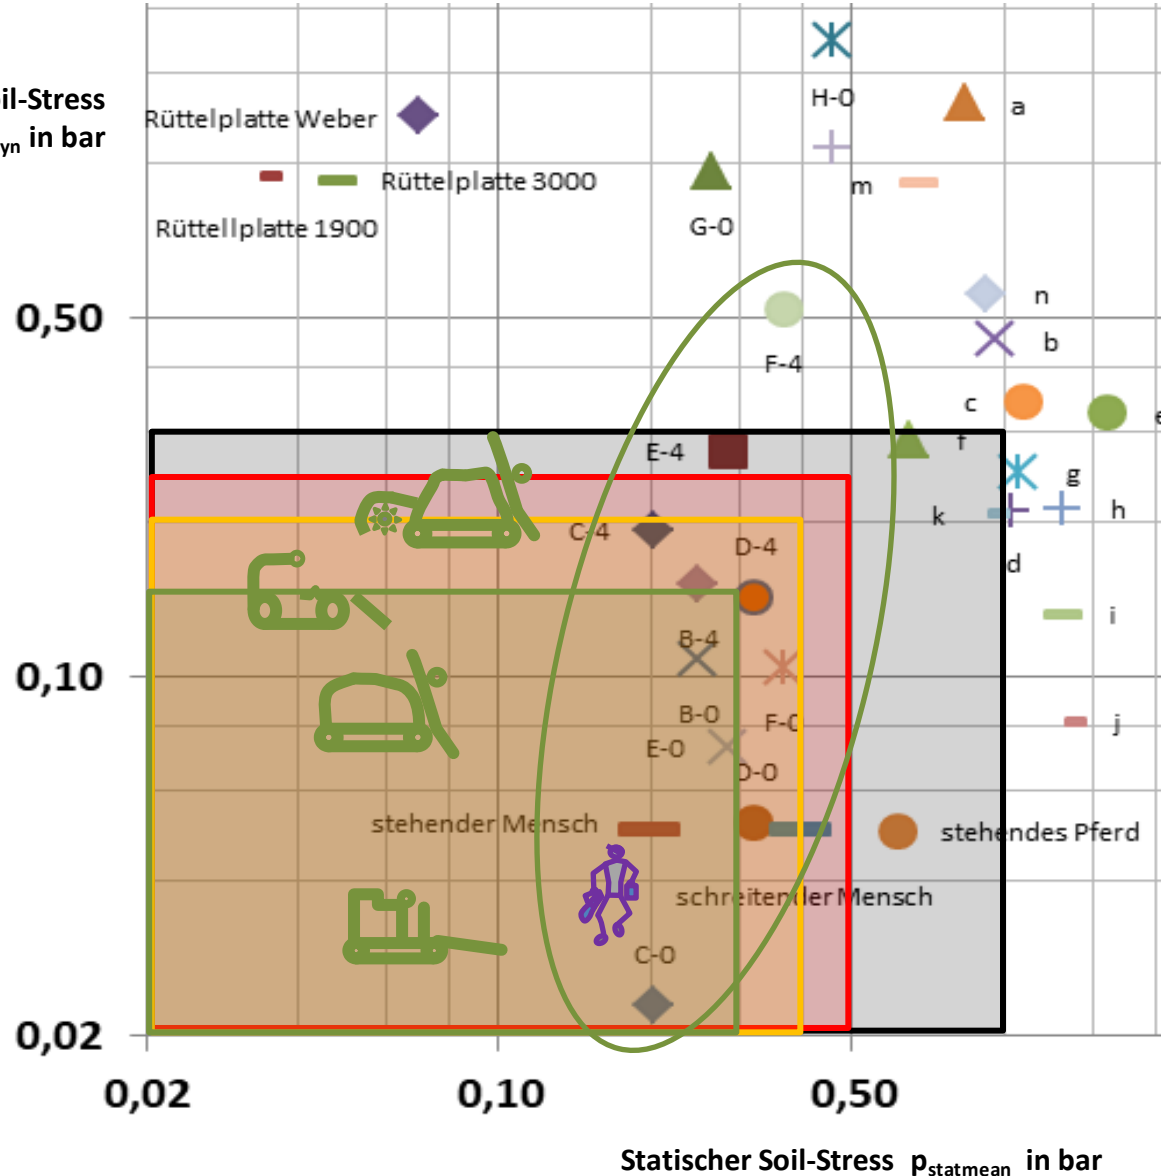 il-Stress
yn in bar
H-0
a
Rüttelplatte Weber
Rüttelplatte 3000
m
Rüttellplatte 1900
G-0
n
0,50
b
F-4
c
e
E-4
f
g
C-4
k
h
D-4
d
i
B-4
0,10
B-0
F-0
j
E-0
D-0
stehender Mensch
stehendes Pferd
schreitender Mensch
C-0
0,02
0,02
0,10
0,50
Statischer Soil-Stress pstatmean in bar